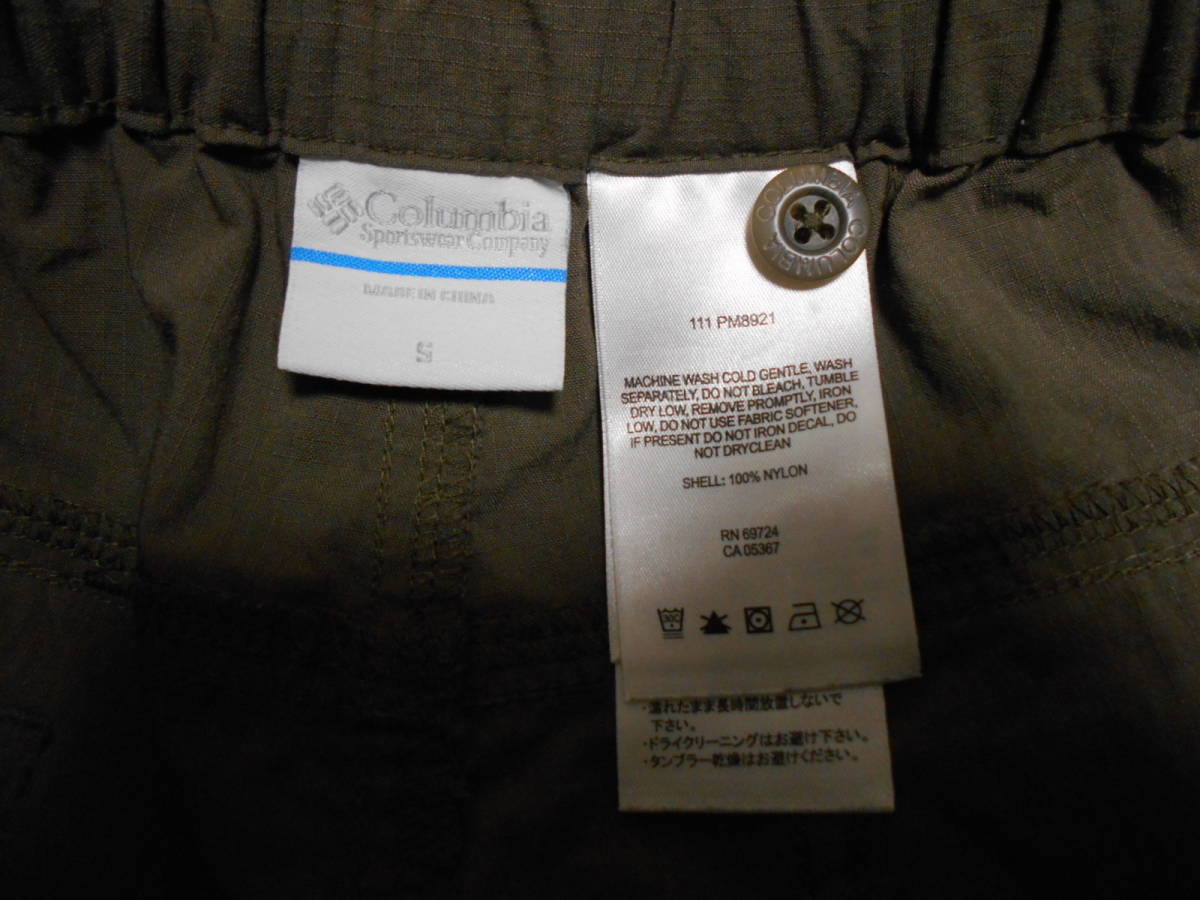 Columbia
Sportswear Company
MADE IN CHINA
S
COLUMBIA COLUMBIA
111 PM8921
MACHINE WASH COLD GENTLE, WASH
SEPARATELY, DO NOT BLEACH, TUMBLE
DRY LOW, REMOVE PROMPTLY, IRON
LOW, DO NOT USE FABRIC SOFTENER,
IF PRESENT DO NOT IRON DECAL, DO
NOT DRYCLEAN
SHELL: 100% NYLON
RN 69724
CA 05367
30C
・濡れたまま長時間放置しないで
下さい。
・ドライクリーニングはお避け下さい。
・タンブラー乾燥はお避けください。